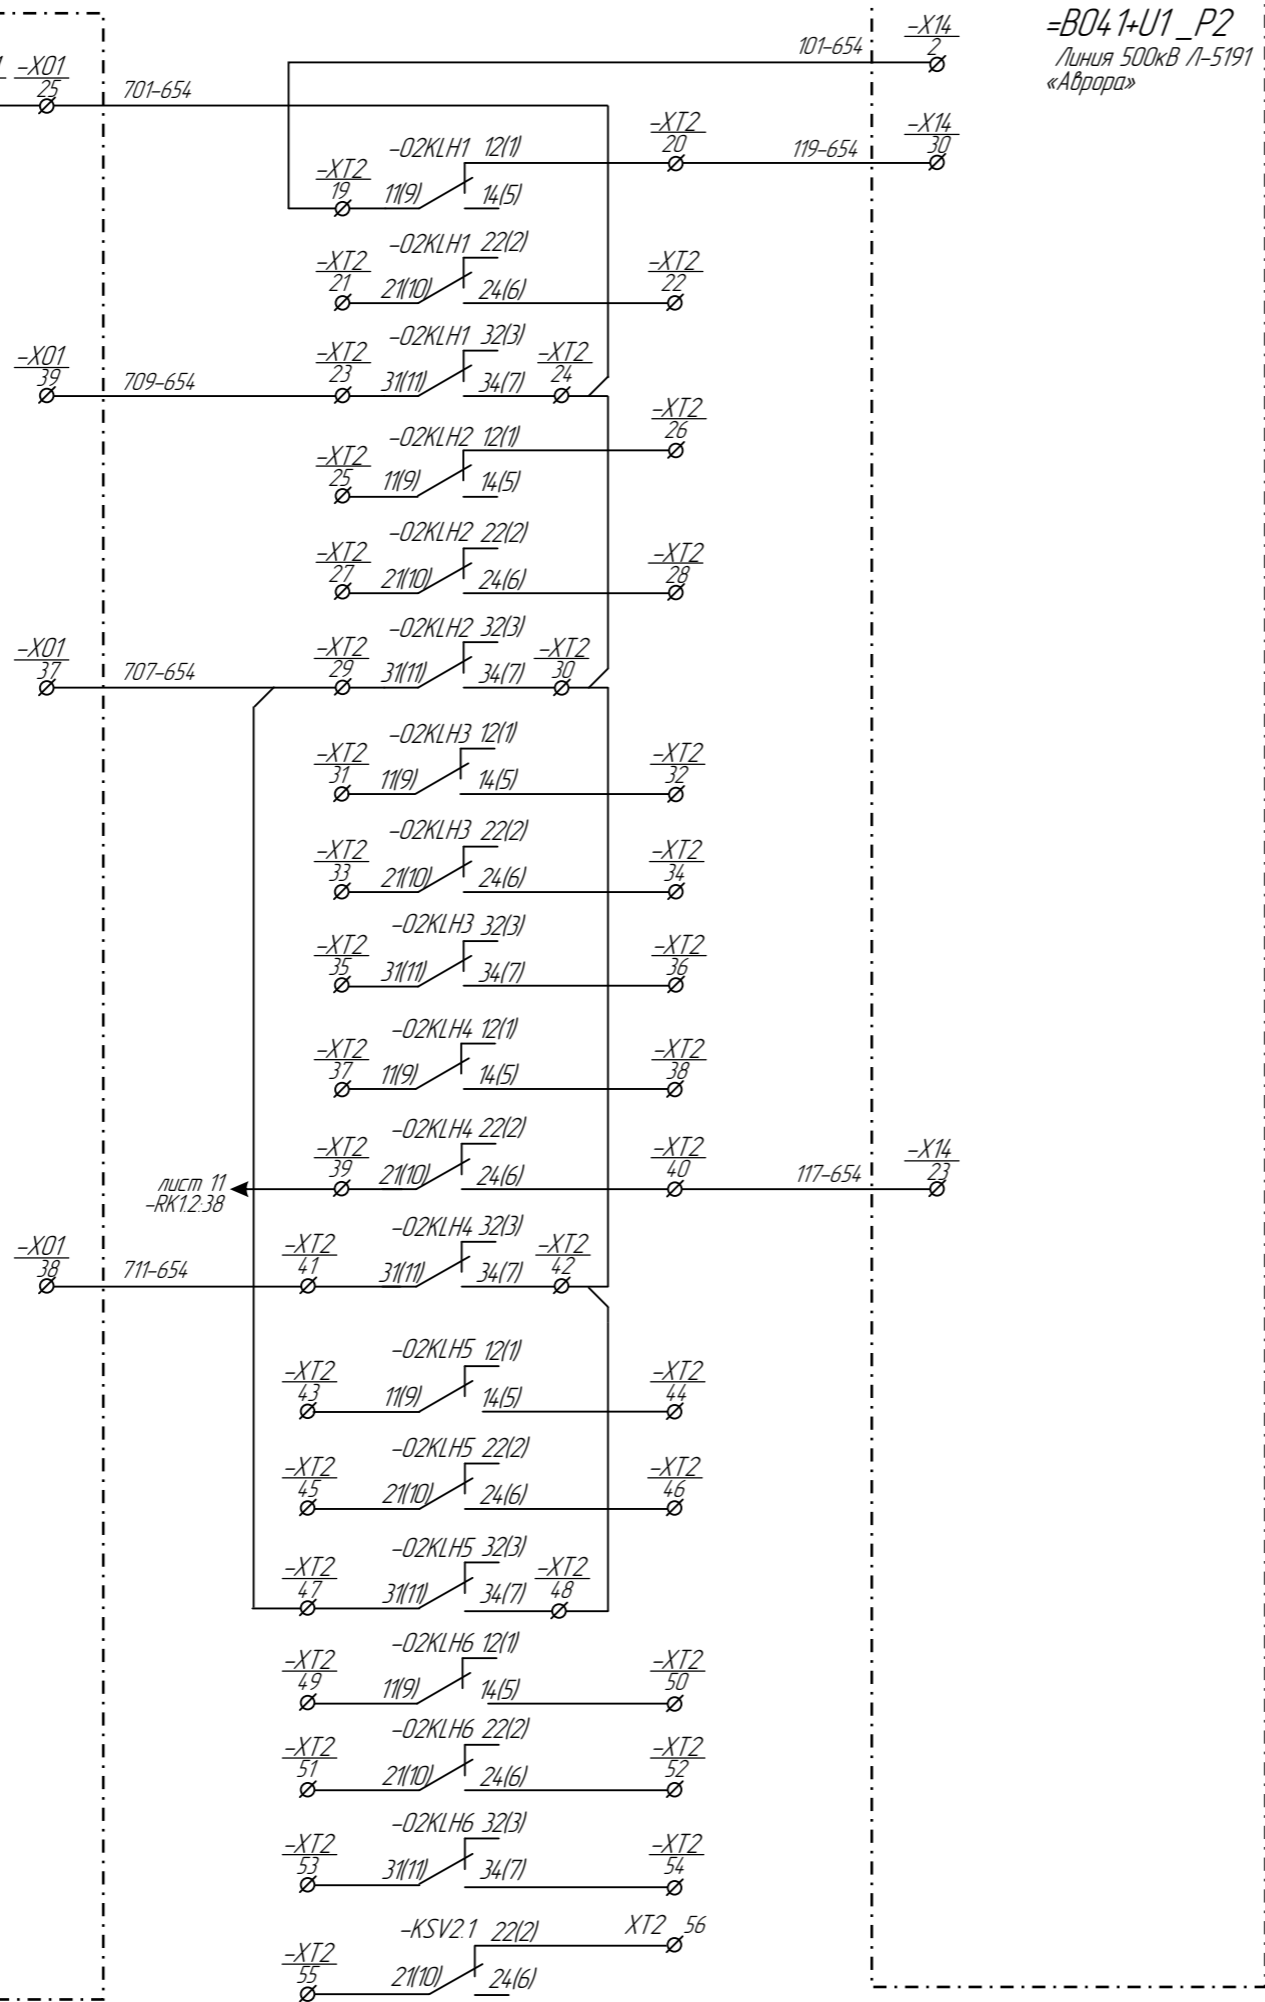 =B04.1+U1_P2
Линия 500кВ Л-5191
«Аврора»
-X14
2
101-654
-X01
25
701-654
-XT2
20
119-654
-X14
30
-02KLH1 12(1)
-XT2
19
11(9)
14(5)
-02KLH1 22(2)
-XT2
21
21(10)
24(6)
-XT2
22
-02KLH1 32(3)
-X01
39
709-654
-XT2
23
31(11)
34(7)
-XT2
24
-XT2
26
-02KLH2 12(1)
-XT2
25
11(9)
14(5)
-02KLH2 22(2)
-XT2
27
21(10)
24(6)
-XT2
28
-02KLH2 32(3)
-X01
37
707-654
-XT2
29
31(11)
34(7)
-XT2
30
-02KLH3 12(1)
-XT2
31
11(9)
14(5)
-XT2
32
-02KLH3 22(2)
-XT2
33
21(10)
24(6)
-XT2
34
-02KLH3 32(3)
-XT2
35
31(11)
34(7)
-XT2
36
-02KLH4 12(1)
-XT2
37
11(9)
14(5)
-XT2
38
-02KLH4 22(2)
лист 11
-RK1.2:38
-XT2
39
21(10)
24(6)
-XT2
40
117-654
-X14
23
-02KLH4 32(3)
-X01
38
711-654
-XT2
41
31(11)
34(7)
-XT2
42
-02KLH5 12(1)
-XT2
43
11(9)
14(5)
-XT2
44
-02KLH5 22(2)
-XT2
45
21(10)
24(6)
-XT2
46
-02KLH5 32(3)
-XT2
47
31(11)
34(7)
-XT2
48
-02KLH6 12(1)
-XT2
49
11(9)
14(5)
-XT2
50
-02KLH6 22(2)
-XT2
51
21(10)
24(6)
-XT2
52
-02KLH6 32(3)
-XT2
53
31(11)
34(7)
-XT2
54
-KSV2.1 22(2)
XT2 56
-XT2
55
21(10)
24(6)